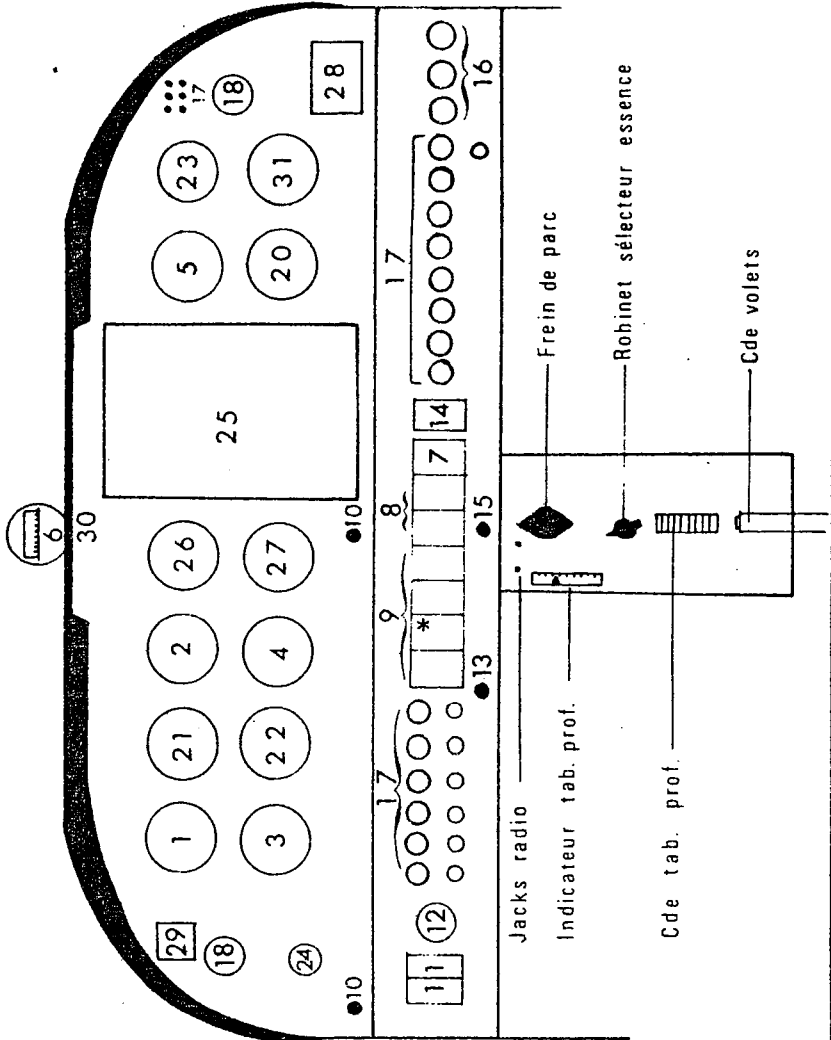 6
30
29
1 21 2 26
5 23
17
18
18
25
24
3 22 4 27
20 31
28
10
10
17 9 8
17
11 12
*
7 14
16
13 15
Jacks radio
Indicateur tab. prof.
Cde tab. prof.
Frein de parc
Robinet sélecteur essence
Cde volets